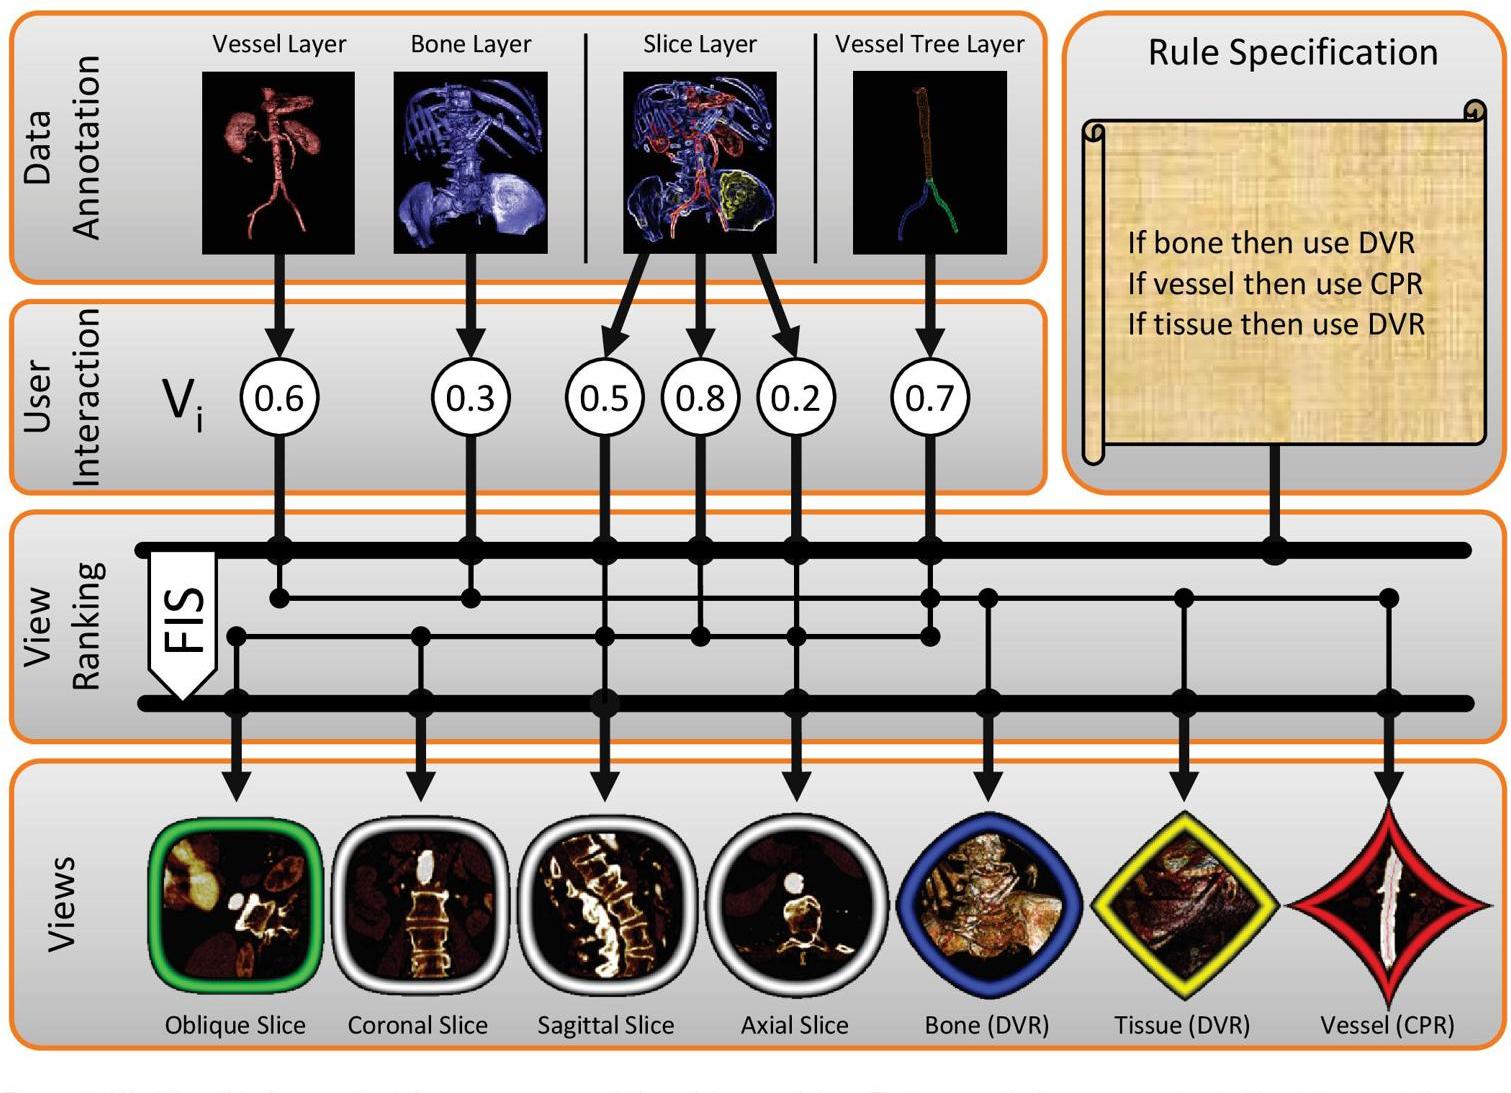 Data
Annotation
Vessel Layer
Bone Layer
Slice Layer
Vessel Tree Layer
Rule Specification
If bone then use DVR
If vessel then use CPR
If tissue then use DVR
User
Interaction
Vi
0.6
0.3
0.5
0.8
0.2
0.7
View
Ranking
FIS
Views
Oblique Slice
Coronal Slice
Sagittal Slice
Axial Slice
Bone (DVR)
Tissue (DVR)
Vessel (CPR)